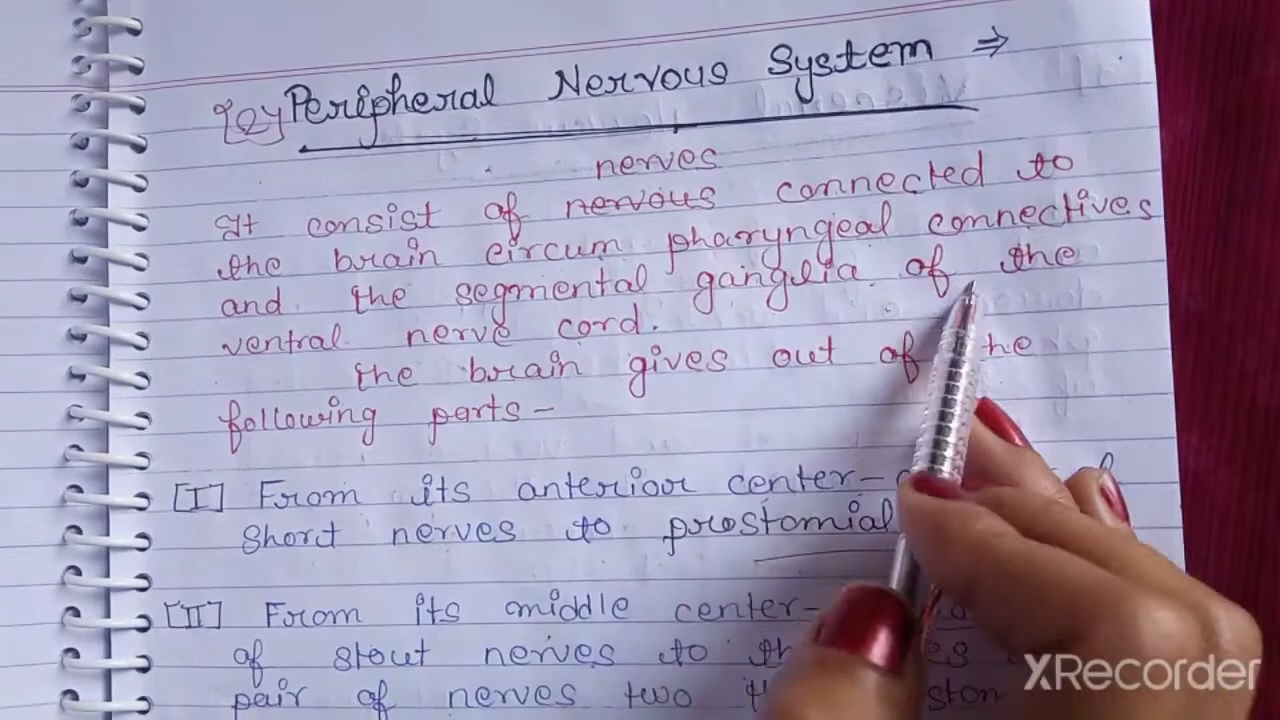 {2} Peripheral Nervous System ⇒
nerves
It consist of nervous connected to
the brain circum pharyngeal connectives
and the segmental ganglia of the
ventral nerve cord.
the brain gives out of he
following parts-
[I] From its anterior center-
Short nerves to prostomial
[II] From its middle center-
of stout nerves to
pair of nerves two
XRecorder